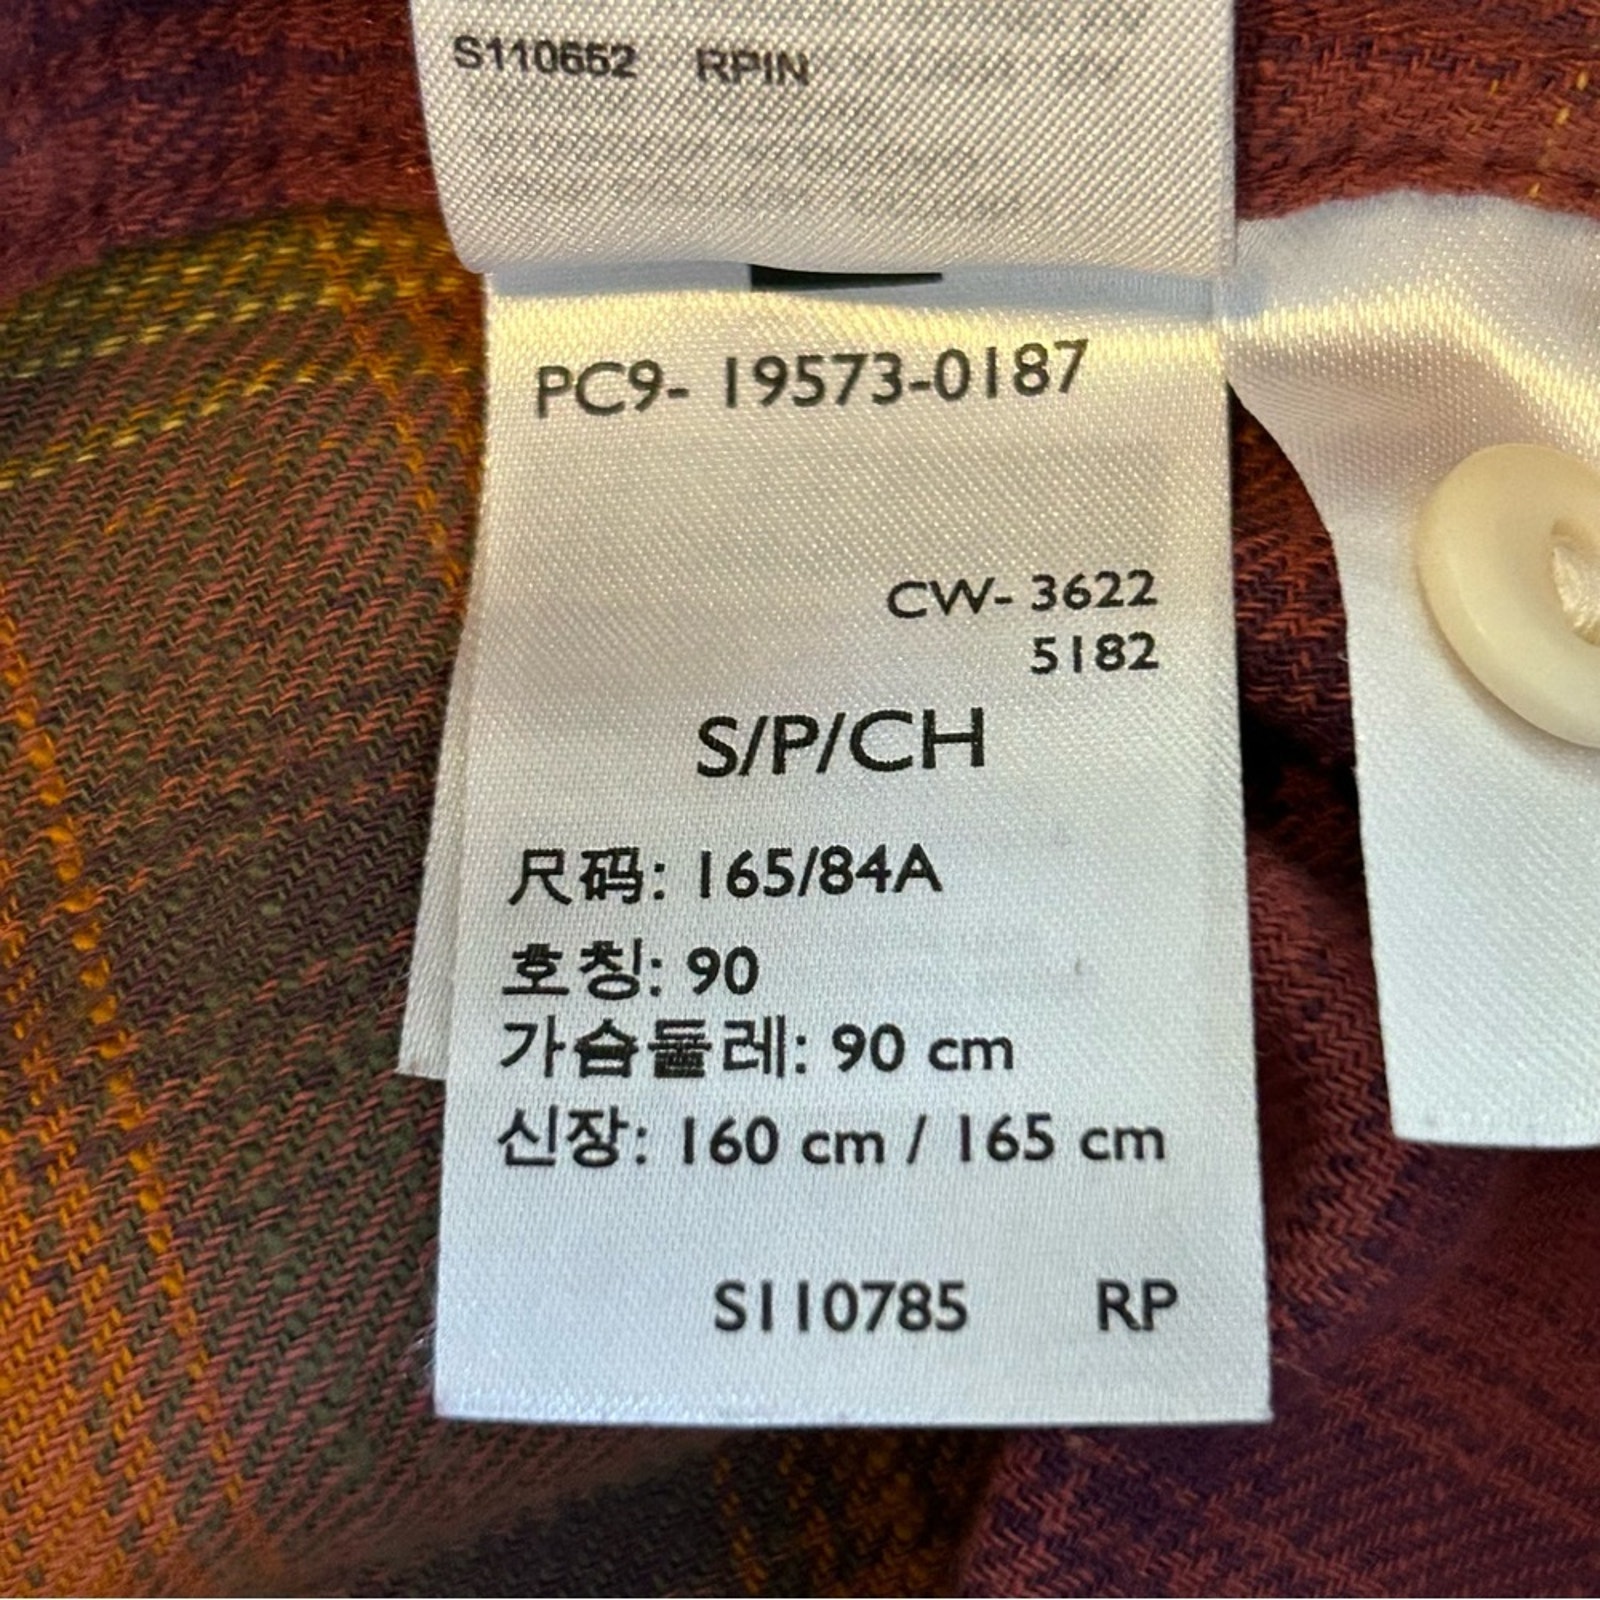 S110652 RPIN
PC9- 19573-0187
CW- 3622
5182
S/P/CH
尺码: 165/84A
호칭: 90
가슴둘레: 90 cm
신장: 160 cm / 165 cm
S110785 RP